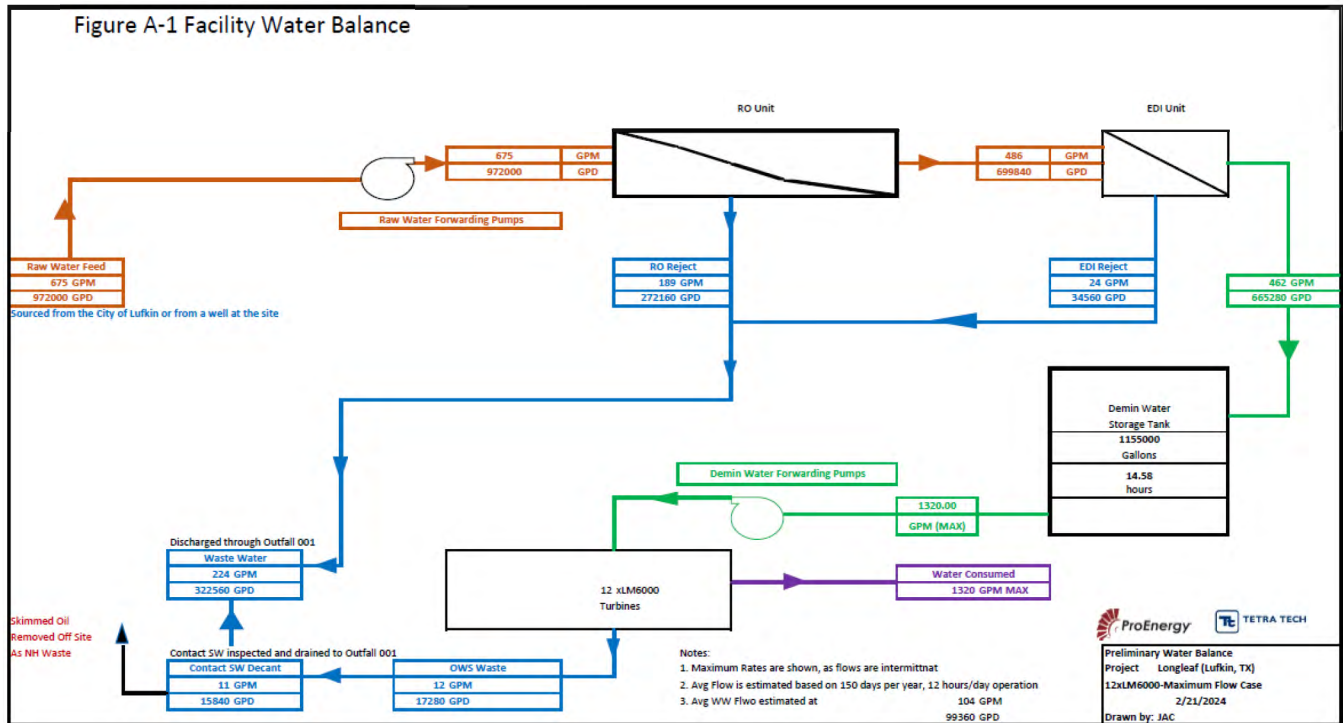 Figure A-1 Facility Water Balance
RO Unit
EDI Unit
675 GPM
972000 GPD
486 GPM
699840 GPD
Raw Water Forwarding Pumps
Raw Water Feed
675 GPM
972000 GPD
Sourced from the City of Lufkin or from a well at the site
RO Reject
189 GPM
272160 GPD
EDI Reject
24 GPM
34560 GPD
462 GPM
665280 GPD
Demin Water
Storage Tank
1155000
Gallons
14.58
hours
Demin Water Forwarding Pumps
1320.00
GPM (MAX)
Discharged through Outfall 001
Waste Water
224 GPM
322560 GPD
12 xLM6000
Turbines
Water Consumed
1320 GPM MAX
Skimmed Oil
Removed Off Site
As NH Waste
Contact SW inspected and drained to Outfall 001
Contact SW Decant
11 GPM
15840 GPD
OWS Waste
12 GPM
17280 GPD
Notes:
1. Maximum Rates are shown, as flows are intermittnat
2. Avg Flow is estimated based on 150 days per year, 12 hours/day operation
3. Avg WW Flwo estimated at 104 GPM
99360 GPD
ProEnergy
Tt TETRA TECH
Preliminary Water Balance
Project Longleaf (Lufkin, TX)
12xLM6000-Maximum Flow Case
2/21/2024
Drawn by: JAC